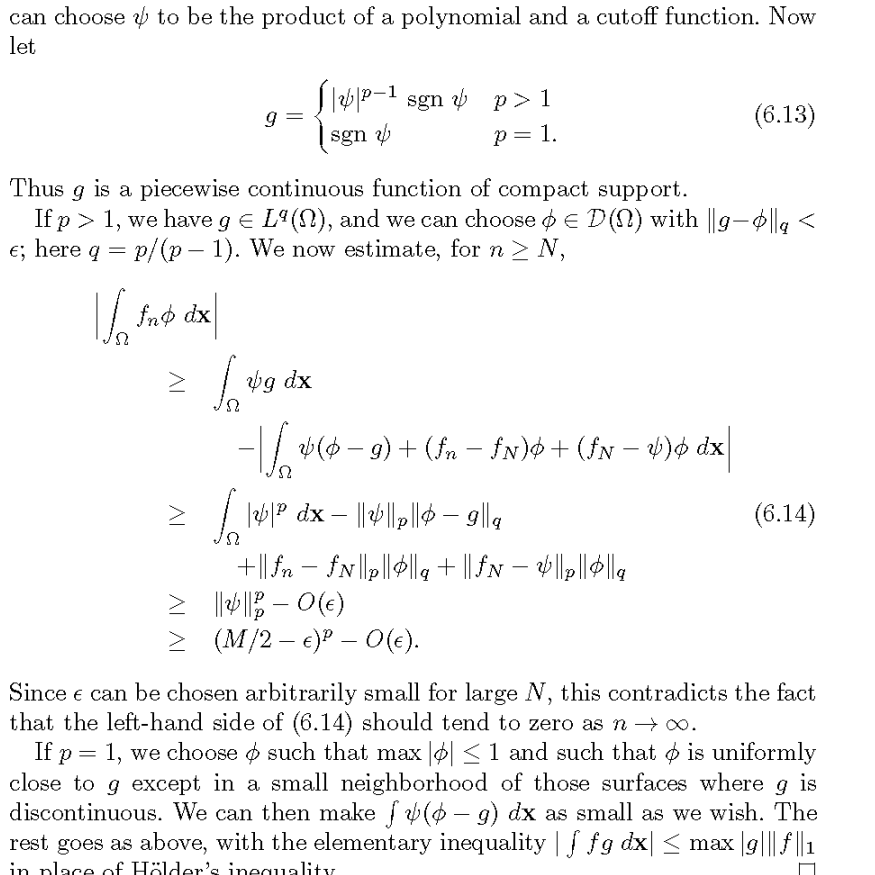 can choose ψ to be the product of a polynomial and a cutoff function. Now
let
g = { |ψ|^{p−1} sgn ψ   p > 1
sgn ψ   p = 1.   (6.13)
Thus g is a piecewise continuous function of compact support.
If p > 1, we have g ∈ L^q(Ω), and we can choose ϕ ∈ 𝒟(Ω) with ‖g−ϕ‖_q <
ϵ; here q = p/(p − 1). We now estimate, for n ≥ N,
|∫_Ω f_nϕ dx|
≥ ∫_Ω ψg dx
−|∫_Ω ψ(ϕ − g) + (f_n − f_N)ϕ + (f_N − ψ)ϕ dx|
≥ ∫_Ω |ψ|^p dx − ‖ψ‖_p‖ϕ − g‖_q   (6.14)
+‖f_n − f_N‖_p‖ϕ‖_q + ‖f_N − ψ‖_p‖ϕ‖_q
≥ ‖ψ‖_p^p − O(ϵ)
≥ (M/2 − ϵ)^p − O(ϵ).
Since ϵ can be chosen arbitrarily small for large N, this contradicts the fact
that the left-hand side of (6.14) should tend to zero as n → ∞.
If p = 1, we choose ϕ such that max |ϕ| ≤ 1 and such that ϕ is uniformly
close to g except in a small neighborhood of those surfaces where g is
discontinuous. We can then make ∫ ψ(ϕ − g) dx as small as we wish. The
rest goes as above, with the elementary inequality | ∫ fg dx| ≤ max |g|‖f‖_1
in place of Hölder's inequality. □